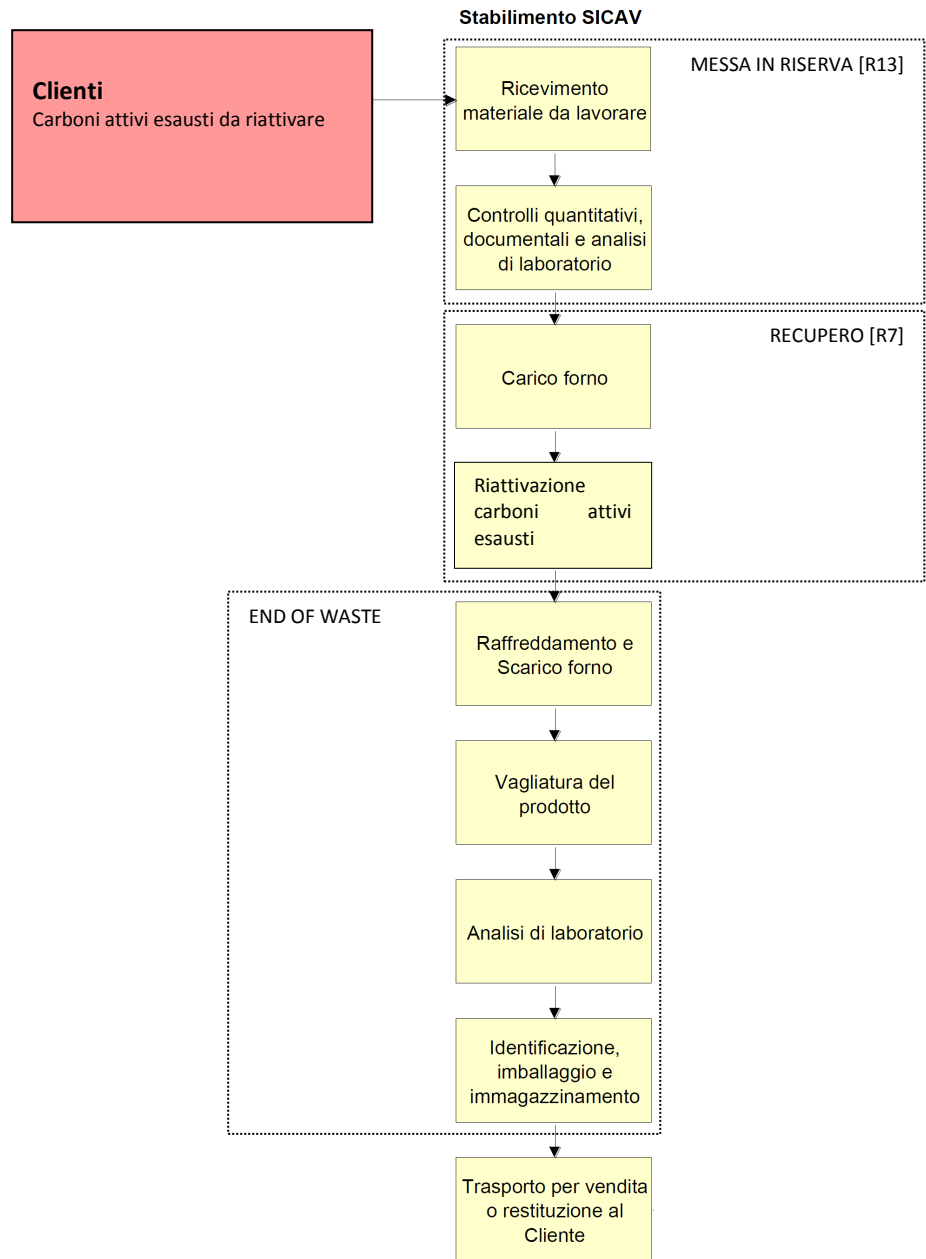 Stabilimento SICAV
Clienti
Carboni attivi esausti da riattivare
MESSA IN RISERVA [R13]
Ricevimento
materiale da lavorare
Controlli quantitativi,
documentali e analisi
di laboratorio
RECUPERO [R7]
Carico forno
Riattivazione
carboni attivi
esausti
END OF WASTE
Raffreddamento e
Scarico forno
Vagliatura del
prodotto
Analisi di laboratorio
Identificazione,
imballaggio e
immagazzinamento
Trasporto per vendita
o restituzione al
Cliente